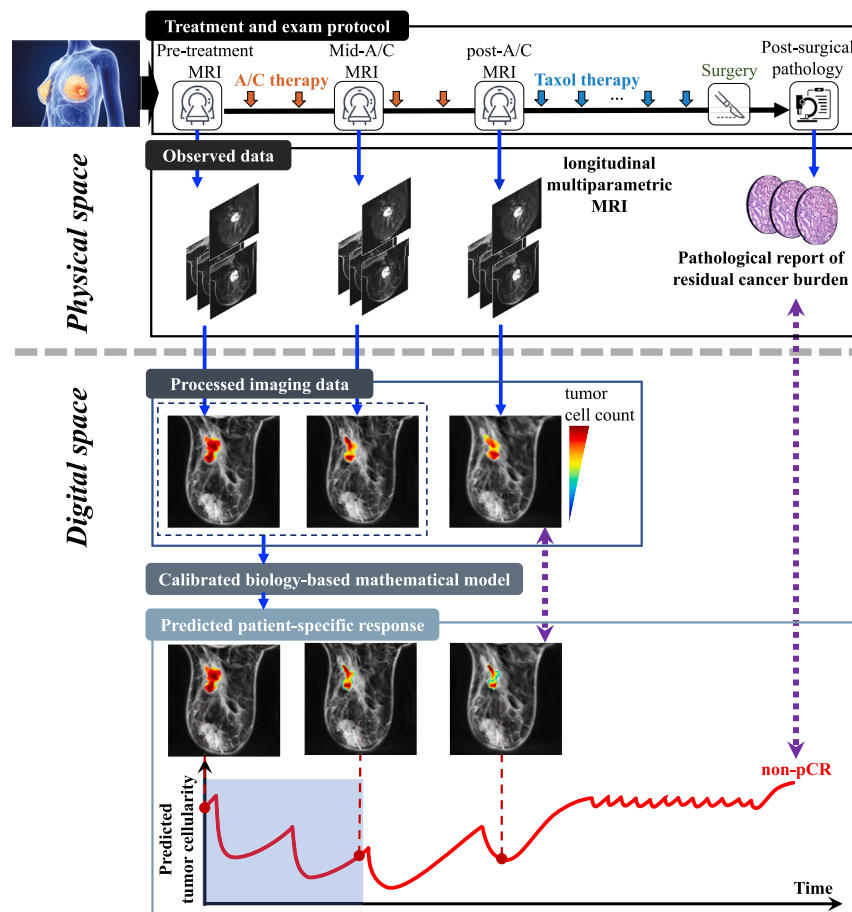 Treatment and exam protocol
Pre-treatment
MRI
A/C therapy
Mid-A/C
MRI
post-A/C
MRI
Taxol therapy
...
Surgery
Post-surgical
pathology
Physical space
Observed data
longitudinal
multiparametric
MRI
Pathological report of
residual cancer burden
Digital space
Processed imaging data
tumor
cell count
Calibrated biology-based mathematical model
Predicted patient-specific response
non-pCR
Predicted
tumor cellularity
Time